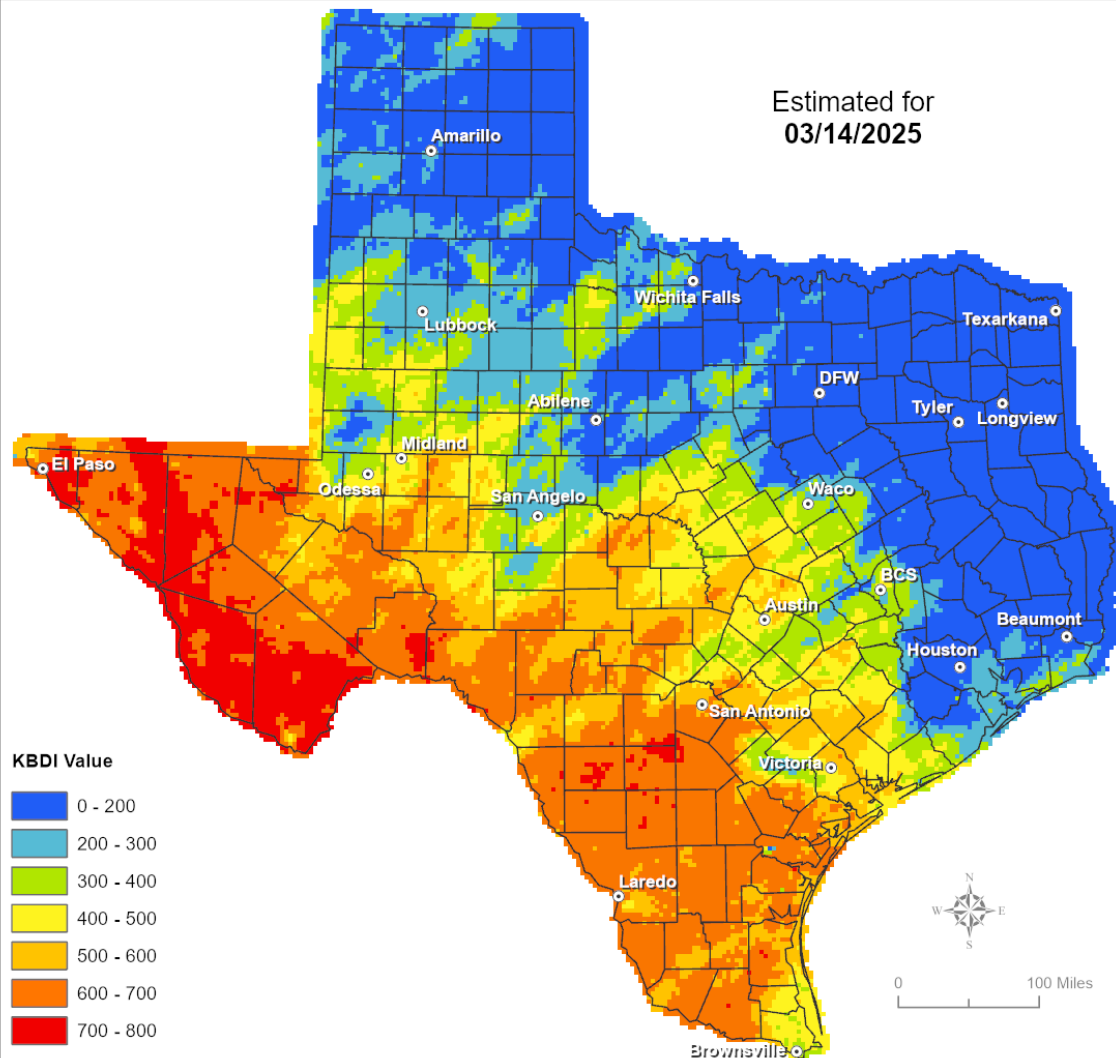 Estimated for
03/14/2025
Amarillo
Wichita Falls
Lubbock
Texarkana
DFW
Abilene
Tyler
Longview
Midland
El Paso
Odessa
San Angelo
Waco
BCS
Austin
Beaumont
Houston
San Antonio
Victoria
Laredo
Brownsville
KBDI Value
0 - 200
200 - 300
300 - 400
400 - 500
500 - 600
600 - 700
700 - 800
N
W E
S
0 100 Miles